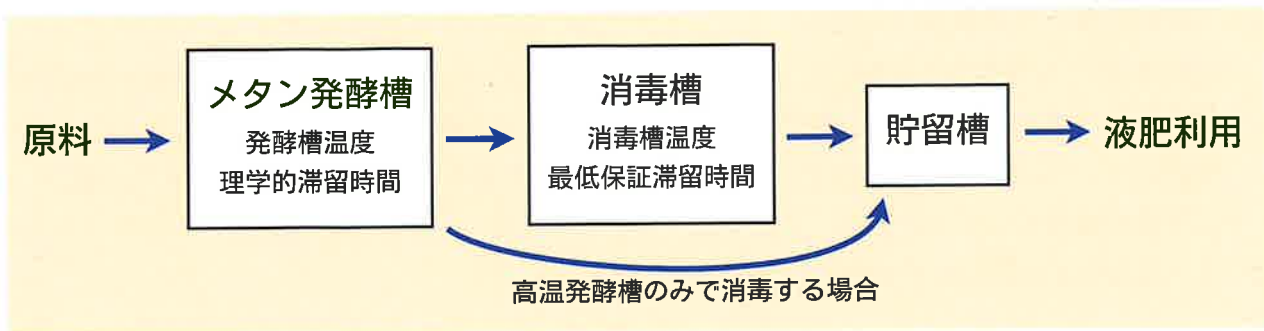 原料
メタン発酵槽
発酵槽温度
理学的滞留時間
消毒槽
消毒槽温度
最低保証滞留時間
貯留槽
液肥利用
高温発酵槽のみで消毒する場合